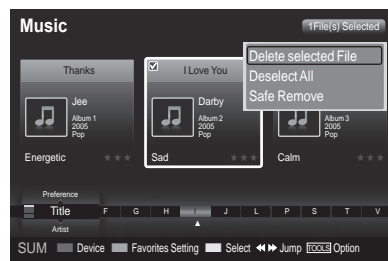 Music
1File(s) Selected
Delete selected File
Deselect All
Safe Remove
Thanks
I Love You
Jee
Album 1
2005
Pop
Darby
Album 2
2005
Pop
Album 3
2005
Pop
Energetic
Sad
Calm
Preference
Title
F G H I J L P S T V
Artist
SUM Device Favorites Setting Select Jump TOOLS Option